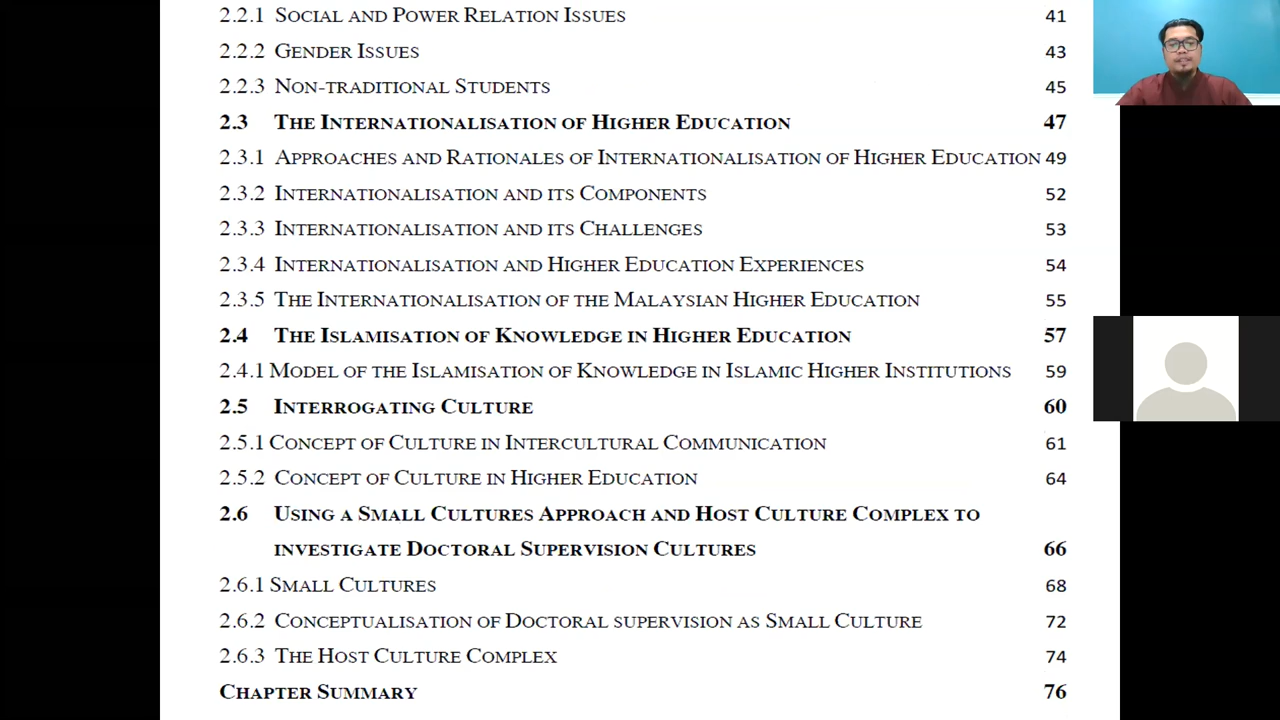 2.2.1 Social and Power Relation Issues 41
2.2.2 Gender Issues 43
2.2.3 Non-traditional Students 45
2.3 The Internationalisation of Higher Education 47
2.3.1 Approaches and Rationales of Internationalisation of Higher Education 49
2.3.2 Internationalisation and its Components 52
2.3.3 Internationalisation and its Challenges 53
2.3.4 Internationalisation and Higher Education Experiences 54
2.3.5 The Internationalisation of the Malaysian Higher Education 55
2.4 The Islamisation of Knowledge in Higher Education 57
2.4.1 Model of the Islamisation of Knowledge in Islamic Higher Institutions 59
2.5 Interrogating Culture 60
2.5.1 Concept of Culture in Intercultural Communication 61
2.5.2 Concept of Culture in Higher Education 64
2.6 Using a Small Cultures Approach and Host Culture Complex to
investigate Doctoral Supervision Cultures 66
2.6.1 Small Cultures 68
2.6.2 Conceptualisation of Doctoral supervision as Small Culture 72
2.6.3 The Host Culture Complex 74
Chapter Summary 76